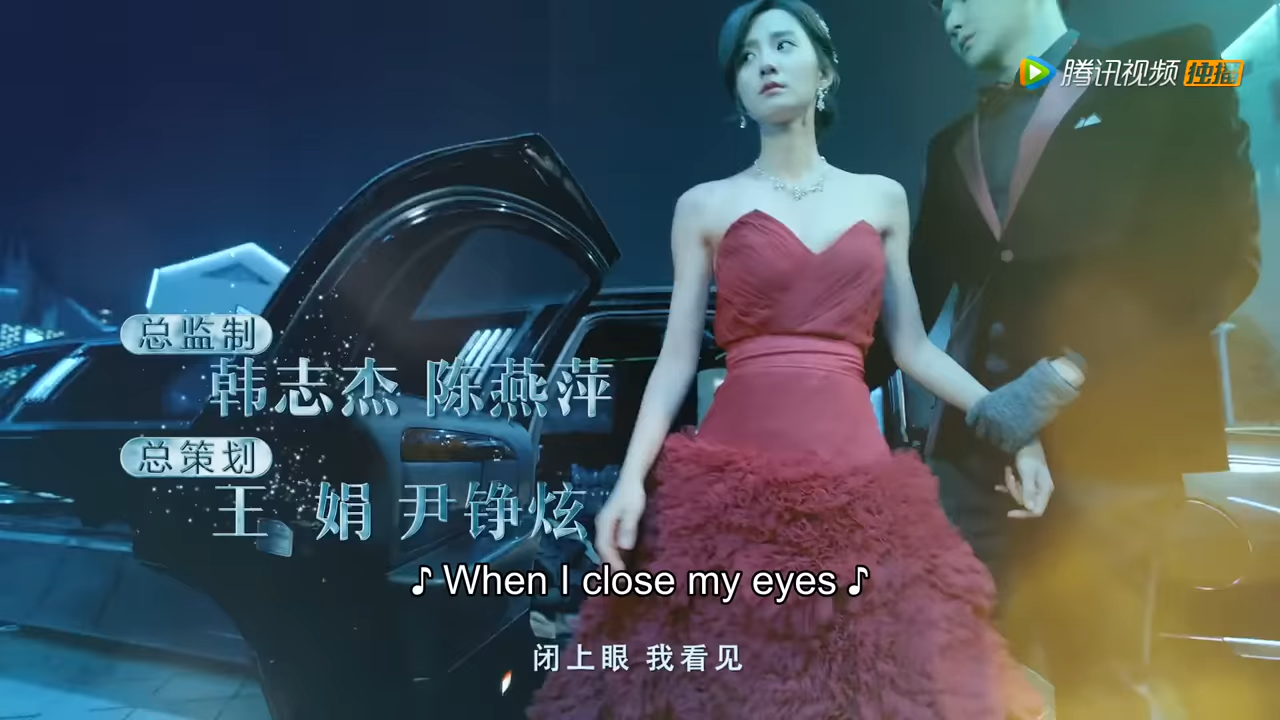 腾讯视频 独播
总监制
韩志杰 陈燕萍
总策划
王 娟 尹铮炫
♪ When I close my eyes ♪
闭上眼 我看见